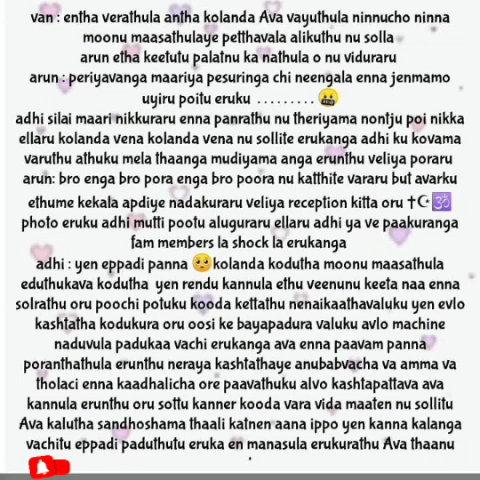 van : entha verathula antha kolanda Ava vayuthula ninnucho ninna
moonu maasathulaye petthavala alikuthu nu solla
arun etha keetutu palatnu ka nathula o nu viduraru
arun : periyavanga maariya pesuringa chi neengala enna jenmamo
uyiru poitu eruku ......... 🤬
adhi silai maari nikkuraru enna panrathu nu theriyama nontju poi nikka
ellaru kolanda vena kolanda vena nu sollite erukanga adhi ku kovama
varuthu athuku mela thaanga mudiyama anga erunthu veliya poraru
arun: bro enga bro pora enga bro poora nu katthite vararu but avarku
ethume kekala apdiye nadakuraru veliya reception kitta oru ✝☪🕉
photo eruku adhi mutti pootu aluguraru ellaru adhi ya ve paakuranga
fam members la shock la erukanga
adhi : yen eppadi panna 🥺kolanda kodutha moonu maasathula
eduthukava kodutha yen rendu kannula ethu veenunu keeta naa enna
solrathu oru poochi potuku kooda kettathu nenaikaathavaluku yen evlo
kashtatha kodukura oru oosi ke bayapadura valuku avlo machine
naduvula padukaa vachi erukanga ava enna paavam panna
poranthathula erunthu neraya kashtathaye anubabvacha va amma va
tholaci enna kaadhalicha ore paavathuku alvo kashtapattava ava
kannula erunthu oru sottu kanner kooda vara vida maaten nu sollitu
Ava kalutha sandhoshama thaali katnen aana ippo yen kanna kalanga
vachitu eppadi paduthutu eruka en manasula erukurathu Ava thaanu